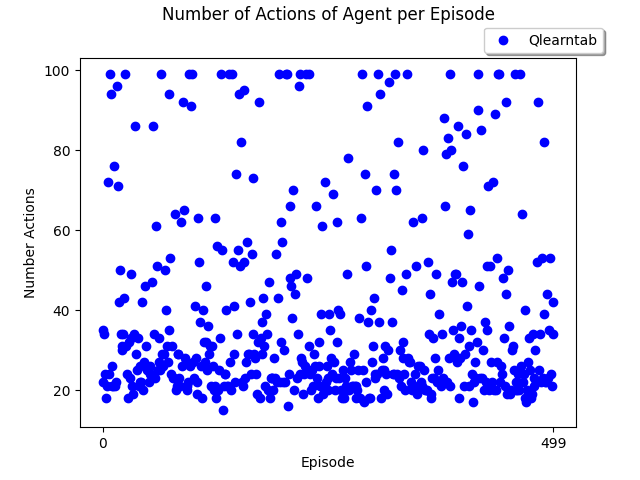 Number of Actions of Agent per Episode
Qlearntab
100
80
60
40
20
Number Actions
0
499
Episode